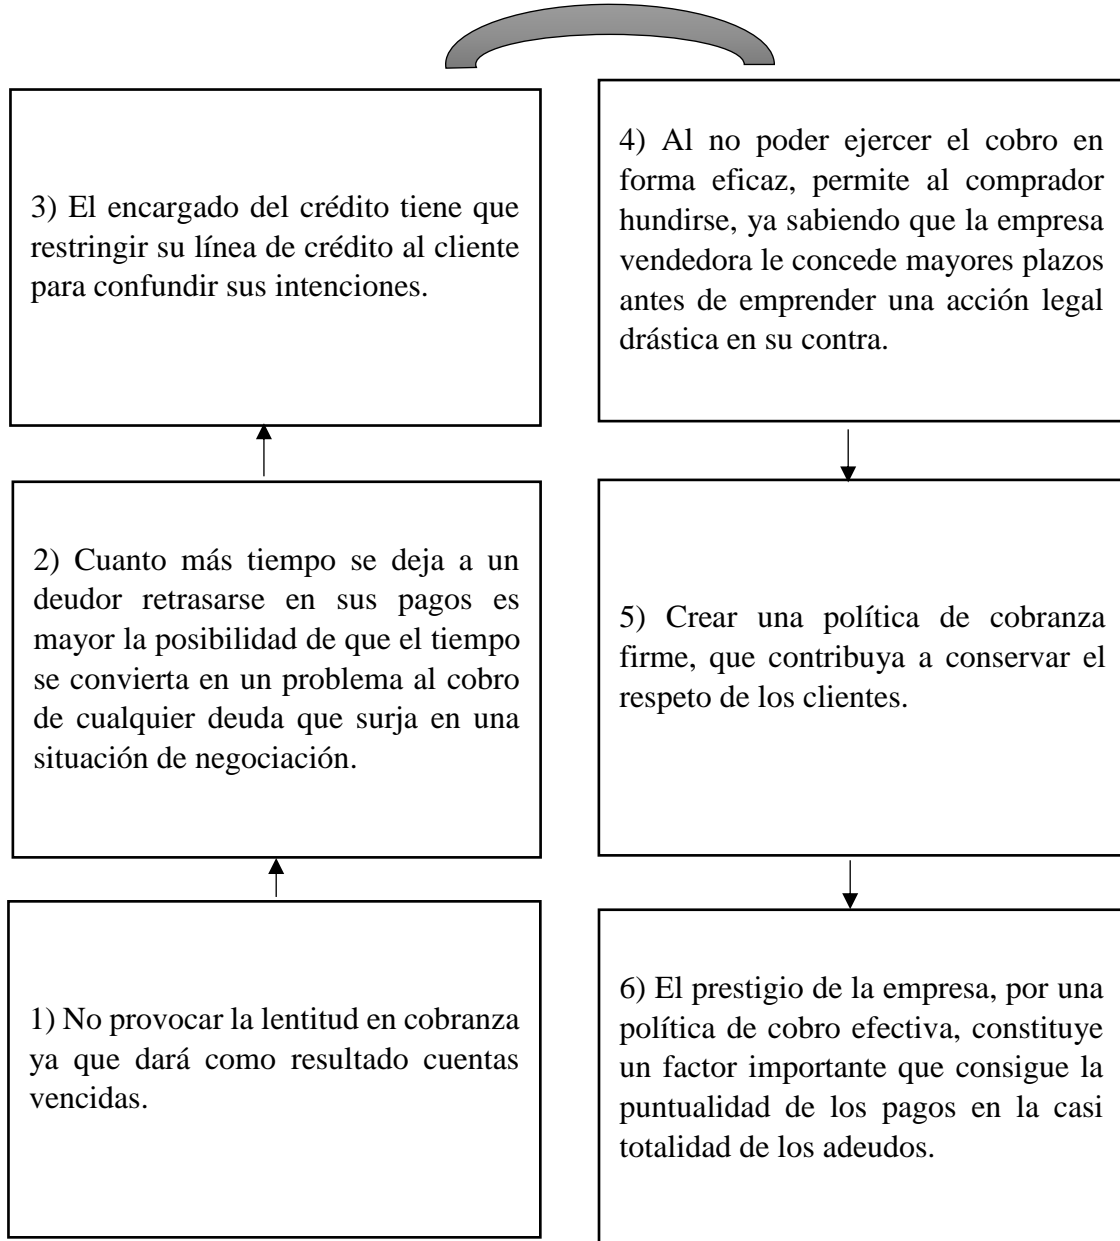 3) El encargado del crédito tiene que
restringir su línea de crédito al cliente
para confundir sus intenciones.
4) Al no poder ejercer el cobro en
forma eficaz, permite al comprador
hundirse, ya sabiendo que la empresa
vendedora le concede mayores plazos
antes de emprender una acción legal
drástica en su contra.
2) Cuanto más tiempo se deja a un
deudor retrasarse en sus pagos es
mayor la posibilidad de que el tiempo
se convierta en un problema al cobro
de cualquier deuda que surja en una
situación de negociación.
5) Crear una política de cobranza
firme, que contribuya a conservar el
respeto de los clientes.
1) No provocar la lentitud en cobranza
ya que dará como resultado cuentas
vencidas.
6) El prestigio de la empresa, por una
política de cobro efectiva, constituye
un factor importante que consigue la
puntualidad de los pagos en la casi
totalidad de los adeudos.